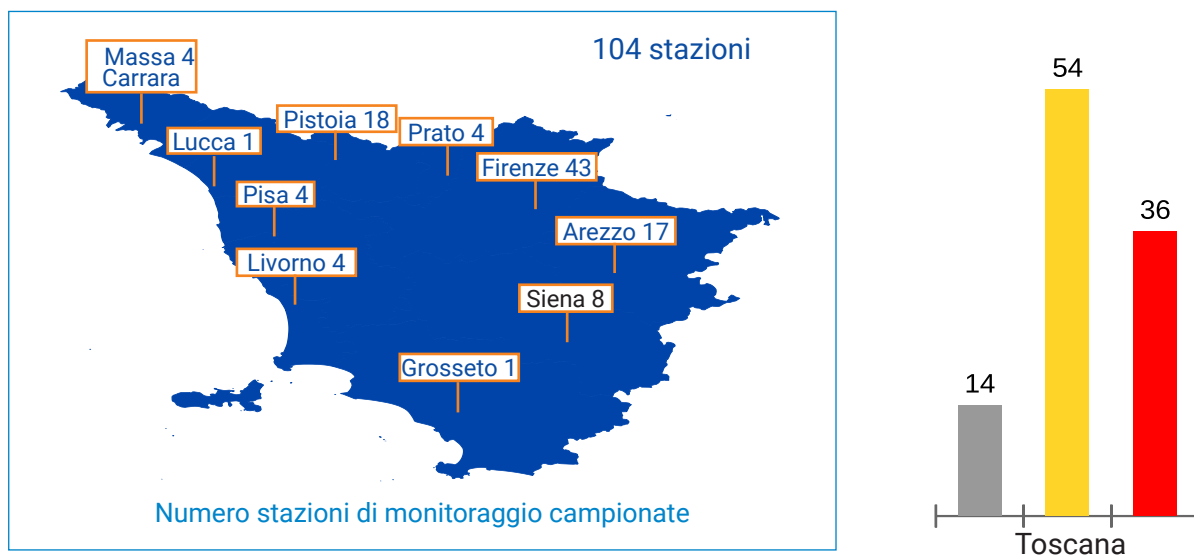 104 stazioni
Massa 4
Carrara
Pistoia 18
Prato 4
Lucca 1
Firenze 43
Pisa 4
Arezzo 17
Livorno 4
Siena 8
Grosseto 1
Numero stazioni di monitoraggio campionate
54
36
14
Toscana